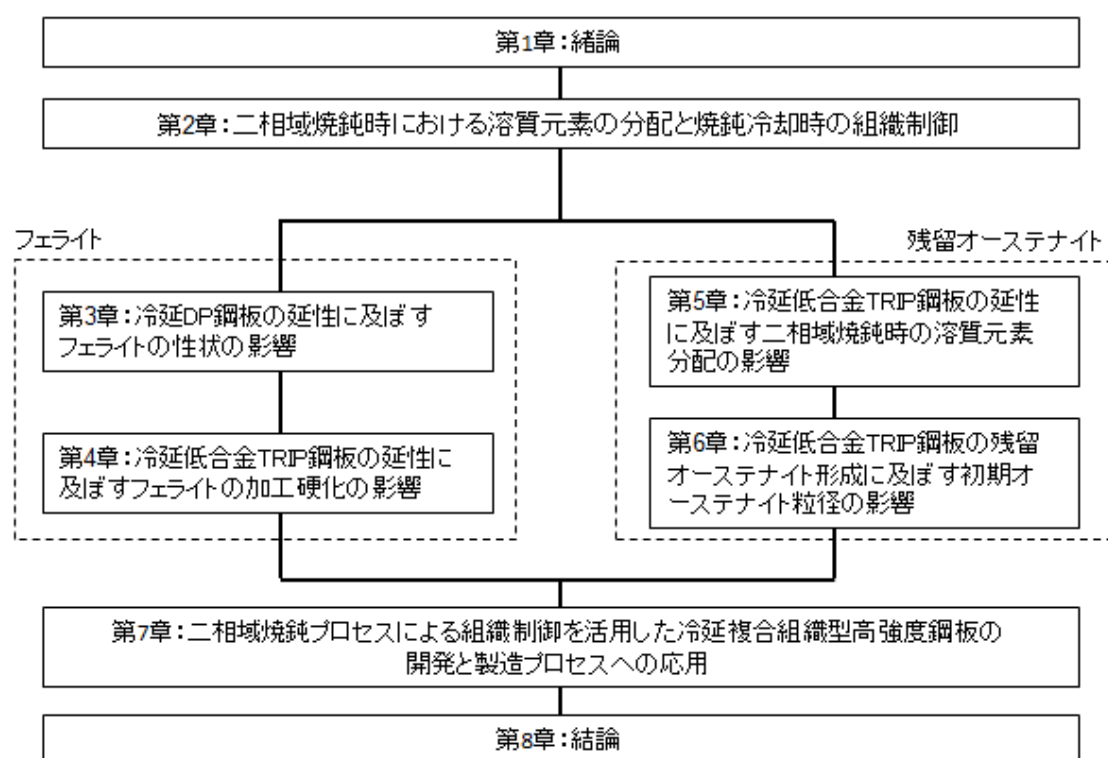 第1章：緒論
第2章：二相域焼鈍時における溶質元素の分配と焼鈍冷却時の組織制御
フェライト
第3章：冷延DP鋼板の延性に及ぼす
フェライトの性状の影響
第4章：冷延低合金TRIP鋼板の延性に
及ぼすフェライトの加工硬化の影響
残留オーステナイト
第5章：冷延低合金TRIP鋼板の延性
に及ぼす二相域焼鈍時の溶質元素
分配の影響
第6章：冷延低合金TRIP鋼板の残留
オーステナイト形成に及ぼす初期オ
ーステナイト粒径の影響
第7章：二相域焼鈍プロセスによる組織制御を活用した冷延複合組織型高強度鋼板の
開発と製造プロセスへの応用
第8章：結論